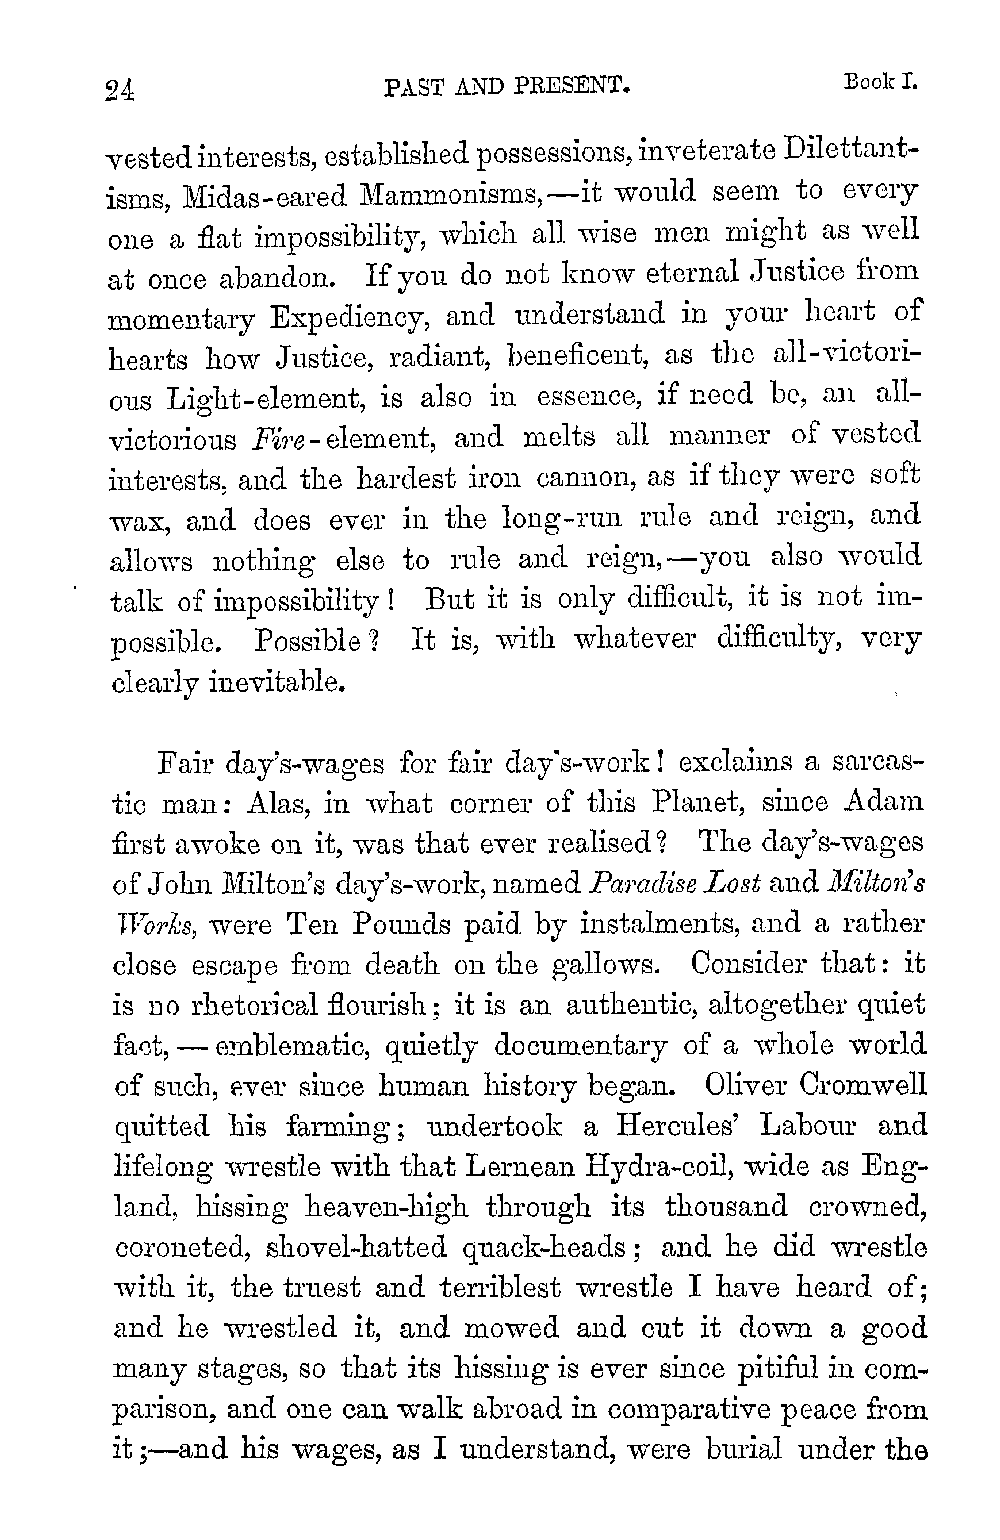 24 PAST AND PRESENT. Book I.
vested interests, established possessions, inveterate Dilettant-
isms, Midas-eared Mammonisms,—it would seem to every
one a flat impossibility, which all wise men might as well
at once abandon. If you do not know eternal Justice from
momentary Expediency, and understand in your heart of
hearts how Justice, radiant, beneficent, as the all-victori-
ous Light-element, is also in essence, if need be, an all-
victorious Fire-element, and melts all manner of vested
interests, and the hardest iron cannon, as if they were soft
wax, and does ever in the long-run rule and reign, and
allows nothing else to rule and reign,—you also would
talk of impossibility! But it is only difficult, it is not im-
possible. Possible? It is, with whatever difficulty, very
clearly inevitable.
Fair day's-wages for fair day's-work! exclaims a sarcas-
tic man: Alas, in what corner of this Planet, since Adam
first awoke on it, was that ever realised? The day's-wages
of John Milton's day's-work, named Paradise Lost and Milton's
Works, were Ten Pounds paid by instalments, and a rather
close escape from death on the gallows. Consider that: it
is no rhetorical flourish; it is an authentic, altogether quiet
fact,—emblematic, quietly documentary of a whole world
of such, ever since human history began. Oliver Cromwell
quitted his farming; undertook a Hercules' Labour and
lifelong wrestle with that Lernean Hydra-coil, wide as Eng-
land, hissing heaven-high through its thousand crowned,
coroneted, shovel-hatted quack-heads; and he did wrestle
with it, the truest and terriblest wrestle I have heard of;
and he wrestled it, and mowed and cut it down a good
many stages, so that its hissing is ever since pitiful in com-
parison, and one can walk abroad in comparative peace from
it;—and his wages, as I understand, were burial under the